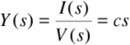 Y(s) = I(s)/V(s) = cs